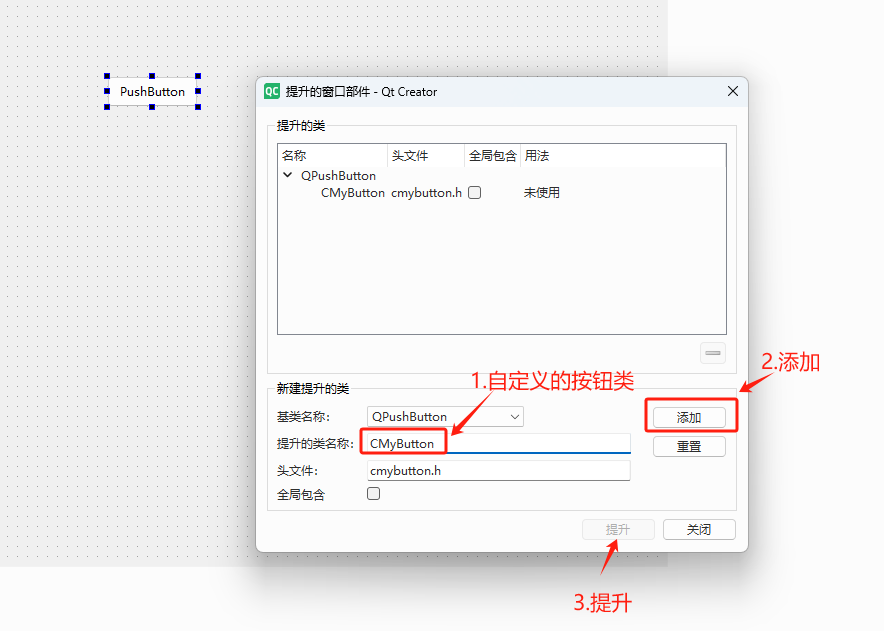 PushButton
QC 提升的窗口部件 - Qt Creator
提升的类
名称 头文件 全局包含 用法
QPushButton
CMyButton cmybutton.h 未使用
2.添加
1.自定义的按钮类
新建提升的类
基类名称: QPushButton 添加
提升的类名称: CMyButton 重置
头文件: cmybutton.h
全局包含
提升 关闭
3.提升